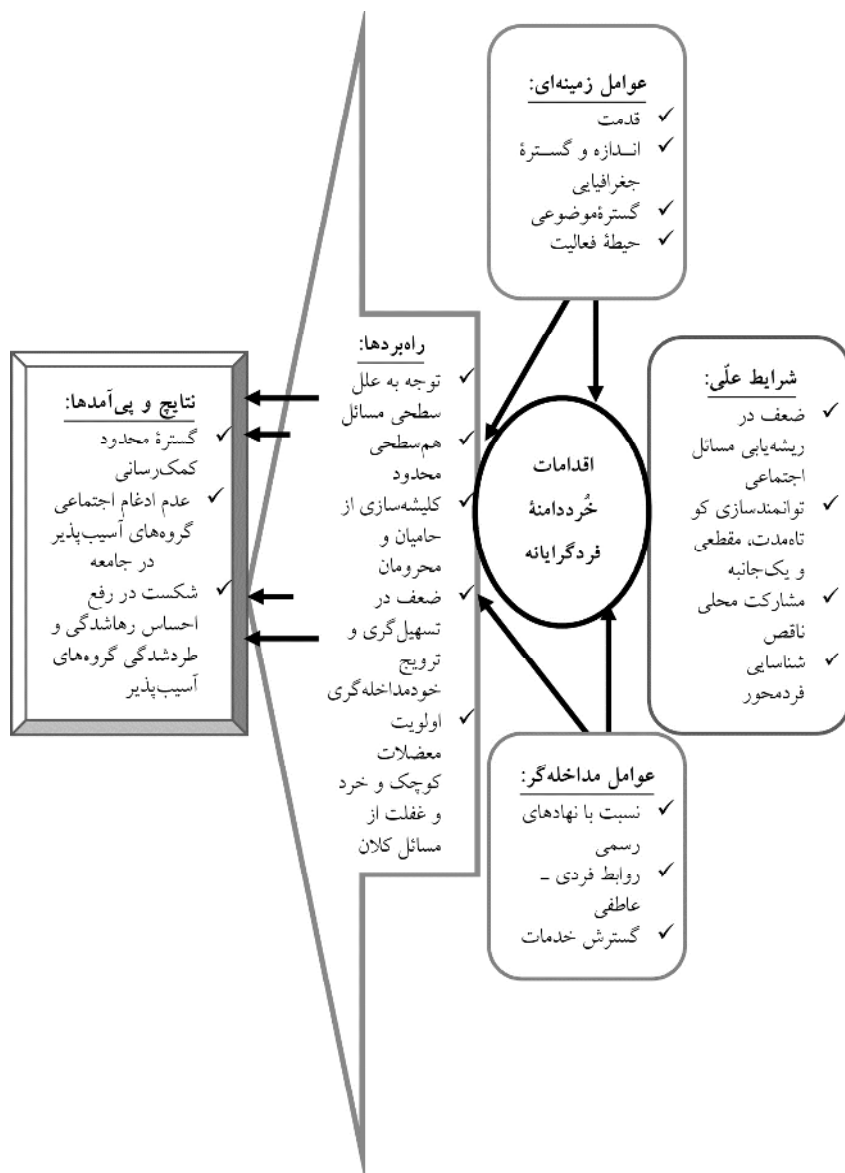 عوامل زمینه‌ای:
✓ قدمت
✓ انـدازه و گسـترهٔ
جغرافیایی
✓ گسترهٔموضوعی
✓ حیطهٔ فعالیت
شرایط علّی:
✓ ضعف در
ریشه‌یابی مسائل
اجتماعی
✓ توانمندسازی کو
تاه‌مدت، مقطعی
و یک‌جانبه
✓ مشارکت محلی
ناقص
✓ شناسایی
فردمحور
اقدامات
خُرددامنهٔ
فردگرایانه
عوامل مداخله‌گر:
✓ نسبت با نهادهای
رسمی
✓ روابط فردی ـ
عاطفی
✓ گسترش خدمات
راه‌بردها:
✓ توجه به علل
سطحی مسائل
✓ هم‌سطحی
محدود
✓ کلیشه‌سازی از
حامیان و
محرومان
✓ ضعف در
تسهیل‌گری و
ترویج
خودمداخله‌گری
✓ اولویت
معضلات
کوچک و خرد
و غفلت از
مسائل کلان
نتایج و پی‌آمدها:
✓ گسترهٔ محدود
کمک‌رسانی
✓ عدم ادغام اجتماعی
گروه‌های آسیب‌پذیر
در جامعه
✓ شکست در رفع
احساس رهاشدگی و
طردشدگی گروه‌های
آسیب‌پذیر